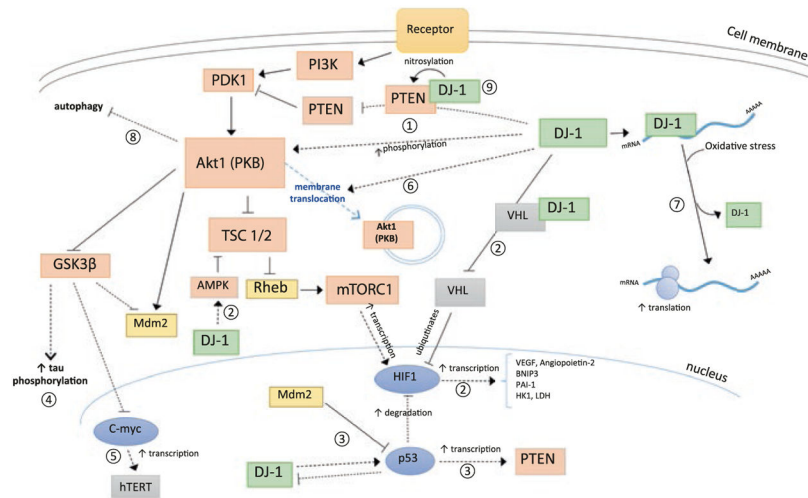 Receptor
Cell membrane
nitrosylation
PI3K
PDK1
DJ-1
⑨
PTEN
PTEN
①
autophagy
⑧
AAAAA
DJ-1
DJ-1
mRNA
↑ phosphorylation
Oxidative stress
Akt1 (PKB)
⑥
membrane
translocation
⑦
DJ-1
VHL
DJ-1
Akt1
(PKB)
TSC 1/2
②
GSK3β
AMPK
Rheb
mTORC1
VHL
mRNA
AAAAA
②
↑ translation
Mdm2
DJ-1
↑ transcription
ubiqutinates
↑ tau
phosphorylation
④
nucleus
HIF1
↑ transcription
②
VEGF, Angiopoietin-2
BNIP3
PAI-1
HK1, LDH
Mdm2
↑ degradation
C-myc
③
⑤
↑ transcription
p53
↑ transcription
③
PTEN
DJ-1
hTERT